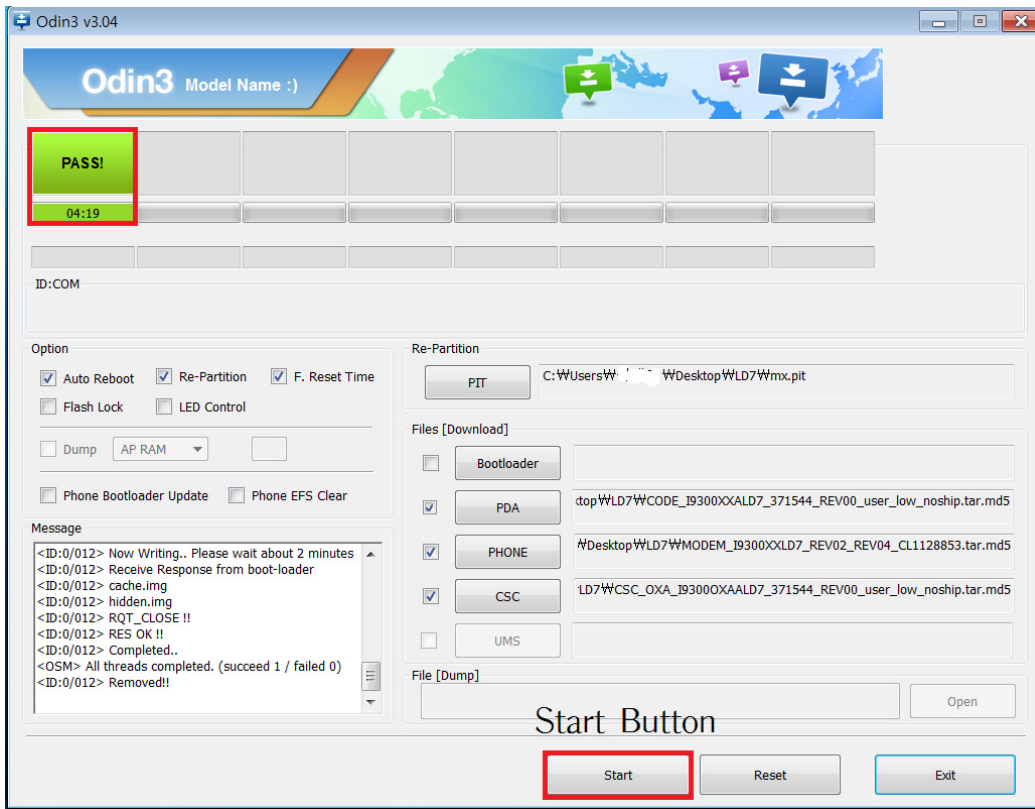 Odin3 v3.04
Odin3 Model Name :)
PASS!
04:19
ID:COM
Option
Auto Reboot Re-Partition F. Reset Time
Flash Lock LED Control
Dump AP RAM
Phone Bootloader Update Phone EFS Clear
Message
<ID:0/012> Now Writing.. Please wait about 2 minutes
<ID:0/012> Receive Response from boot-loader
<ID:0/012> cache.img
<ID:0/012> hidden.img
<ID:0/012> RQT_CLOSE !!
<ID:0/012> RES OK !!
<ID:0/012> Completed..
<OSM> All threads completed. (succeed 1 / failed 0)
<ID:0/012> Removed!!
Re-Partition
PIT C:₩Users₩ ₩Desktop₩LD7₩mx.pit
Files [Download]
Bootloader
PDA ₩LD7₩CODE_I9300XXALD7_371544_REV00_user_low_noship.tar.md5
PHONE ₩Desktop₩LD7₩MODEM_I9300XXLD7_REV02_REV04_CL1128853.tar.md5
CSC LD7₩CSC_OXA_I9300OXAALD7_371544_REV00_user_low_noship.tar.md5
UMS
File [Dump]
Open
Start Button
Start Reset Exit